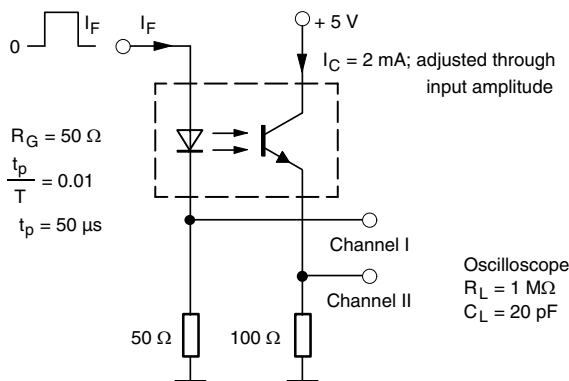 0
I_F
I_F
+ 5 V
I_C = 2 mA; adjusted through
input amplitude
R_G = 50 Ω
t_p
T
= 0.01
t_p = 50 μs
Channel I
Channel II
50 Ω
100 Ω
Oscilloscope
R_L = 1 MΩ
C_L = 20 pF